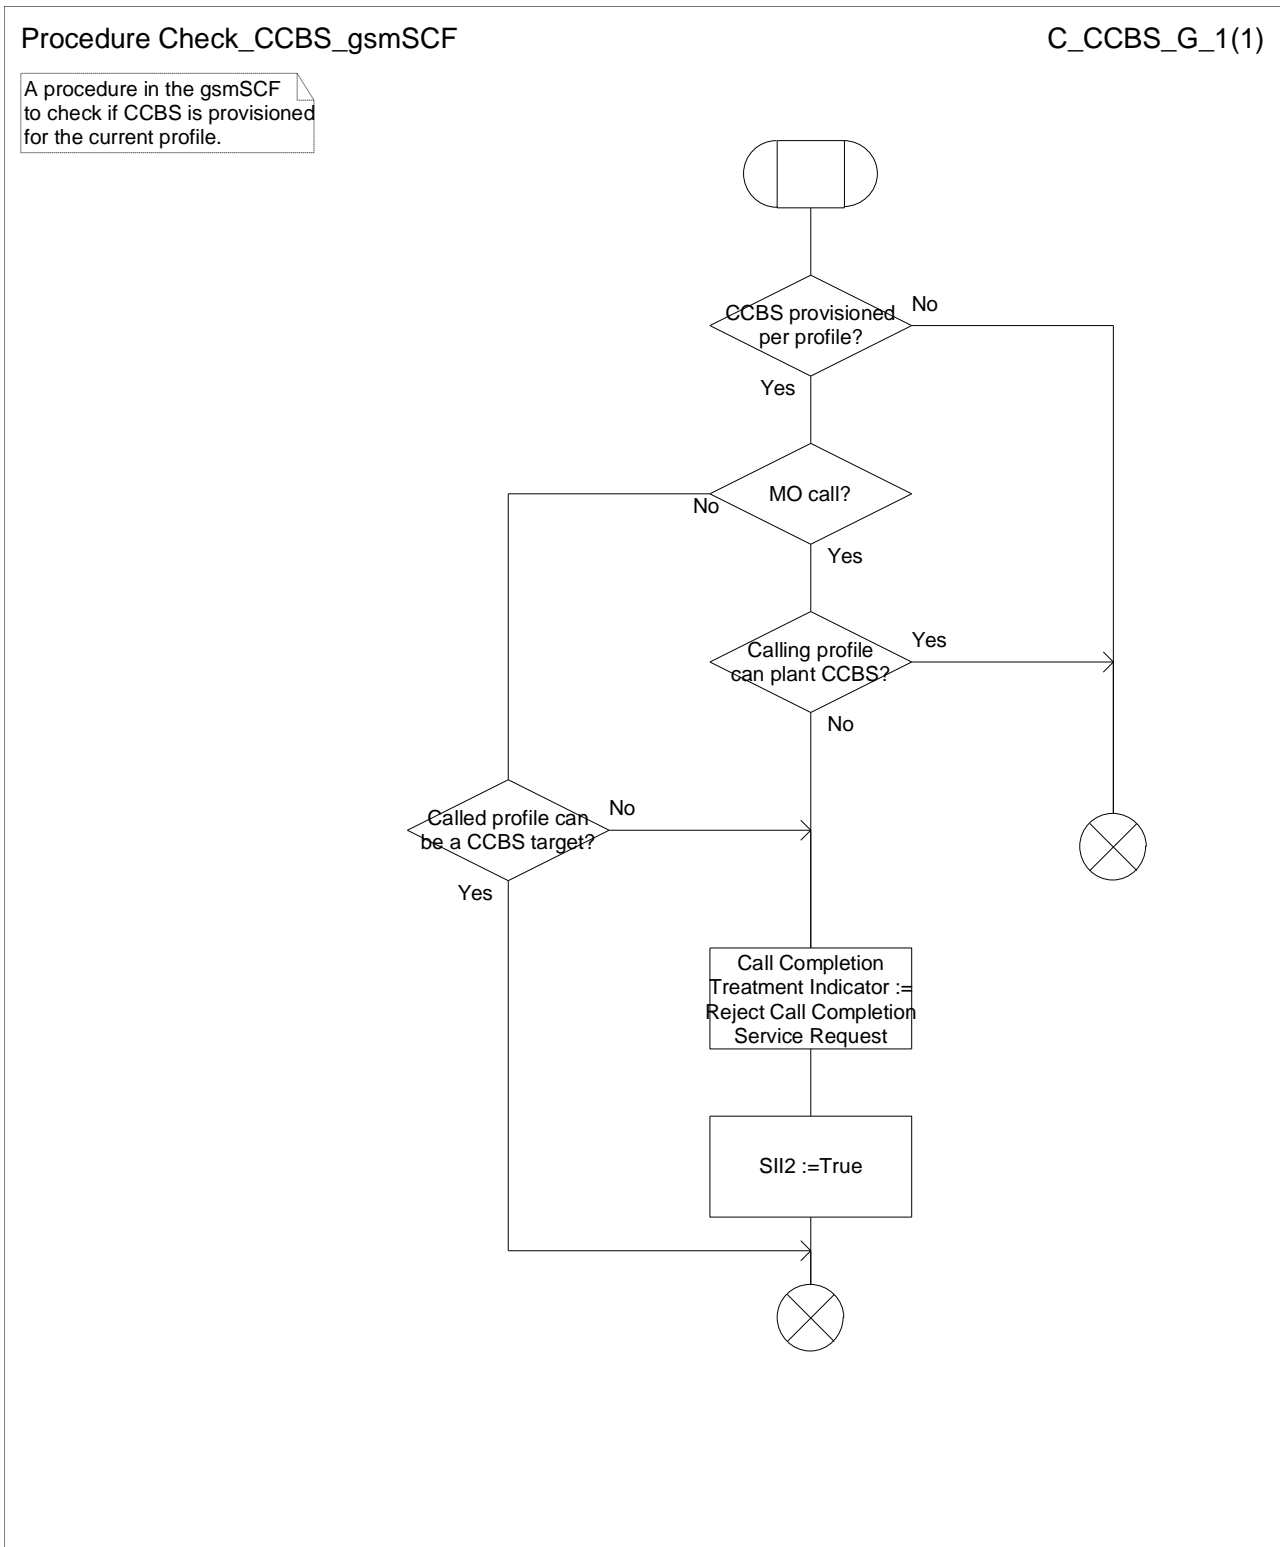 Procedure Check_CCBS_gsmSCF
C_CCBS_G_1(1)
A procedure in the gsmSCF
to check if CCBS is provisioned
for the current profile.
CCBS provisioned
per profile?
No
Yes
MO call?
No
Yes
Calling profile
can plant CCBS?
Yes
No
Called profile can
be a CCBS target?
No
Yes
Call Completion
Treatment Indicator :=
Reject Call Completion
Service Request
SII2 :=True